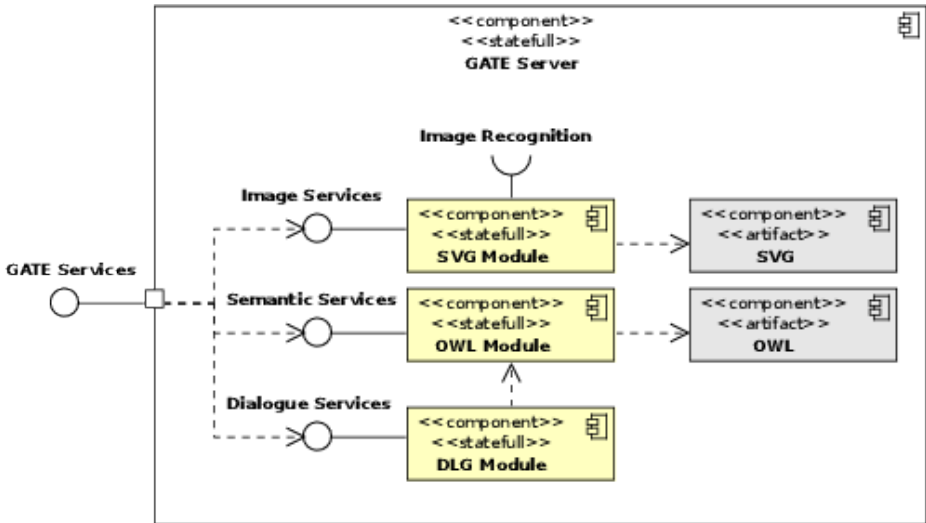 <<component>>
<<statefull>>
GATE Server
Image Recognition
Image Services
<<component>>
<<statefull>>
SVG Module
<<component>>
<<artifact>>
SVG
GATE Services
Semantic Services
<<component>>
<<statefull>>
OWL Module
<<component>>
<<artifact>>
OWL
Dialogue Services
<<component>>
<<statefull>>
DLG Module